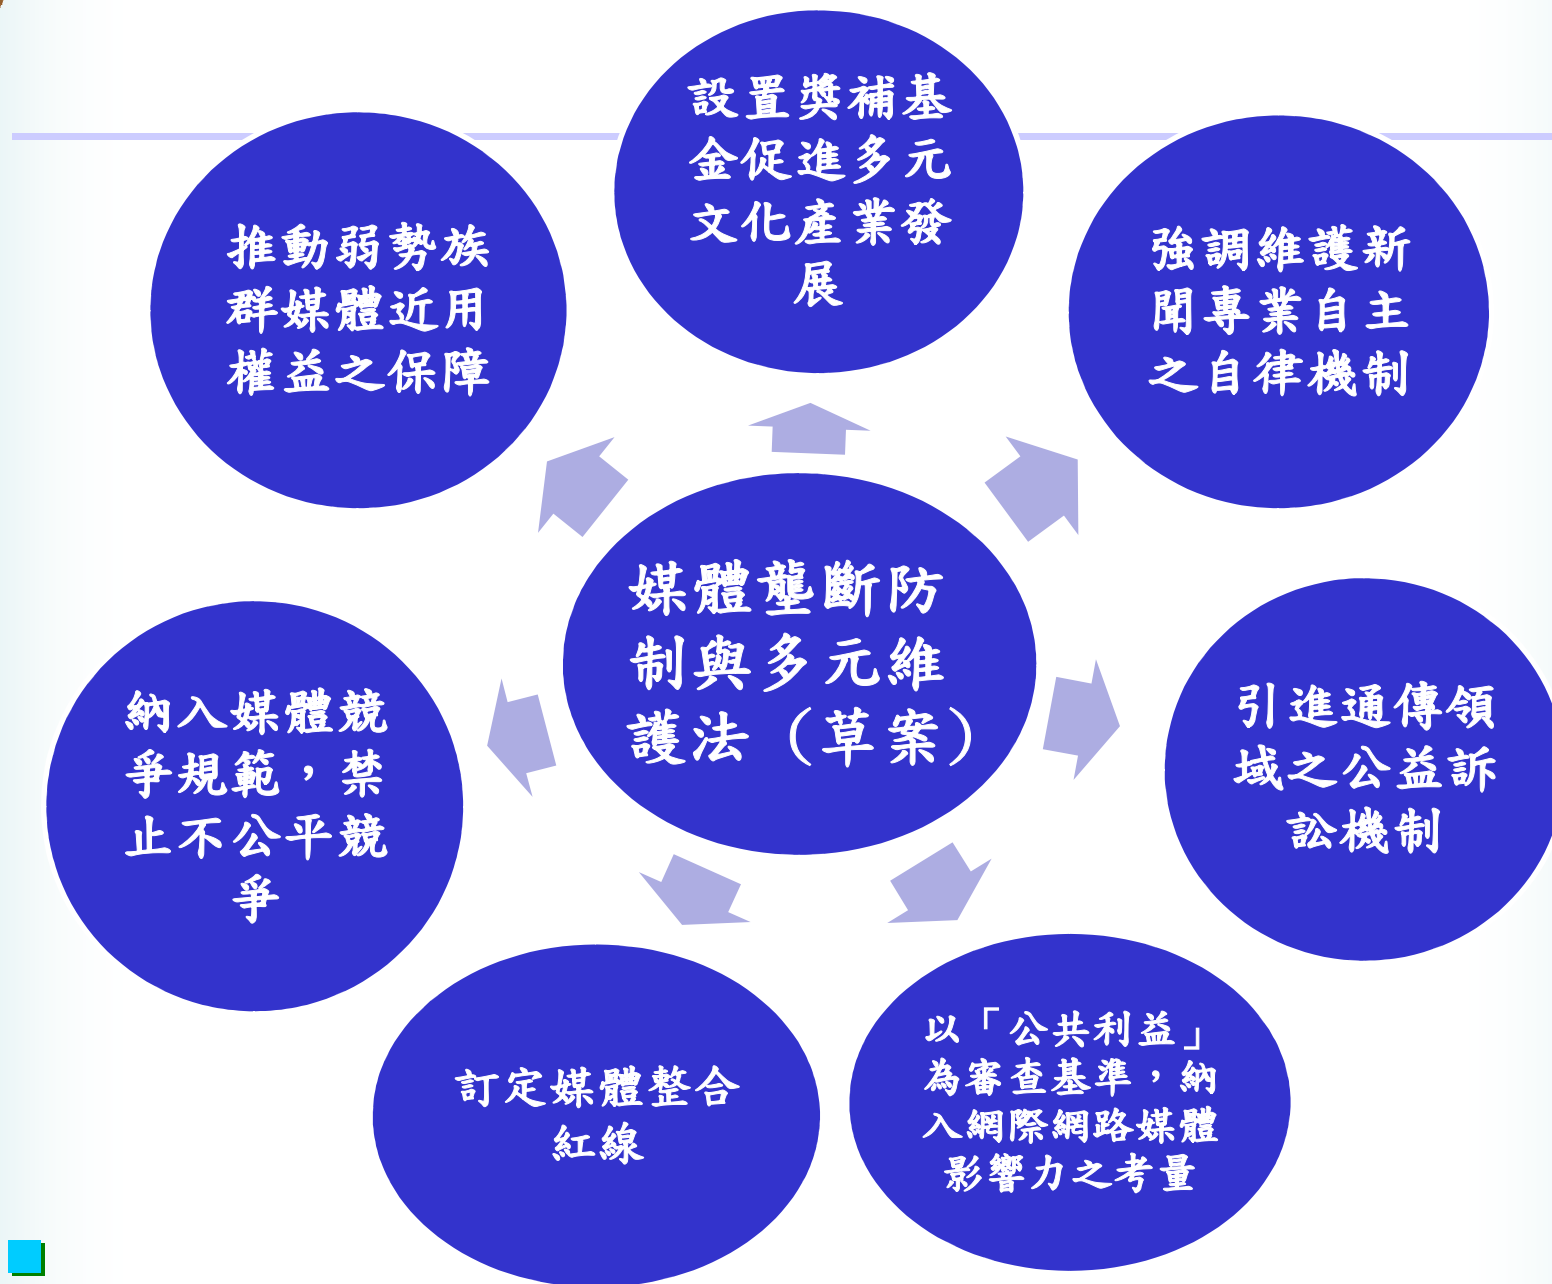 設置獎補基
金促進多元
文化產業發
展
推動弱勢族
群媒體近用
權益之保障
強調維護新
聞專業自主
之自律機制
媒體壟斷防
制與多元維
護法（草案）
納入媒體競
爭規範，禁
止不公平競
爭
引進通傳領
域之公益訴
訟機制
訂定媒體整合
紅線
以「公共利益」
為審查基準，納
入網際網路媒體
影響力之考量